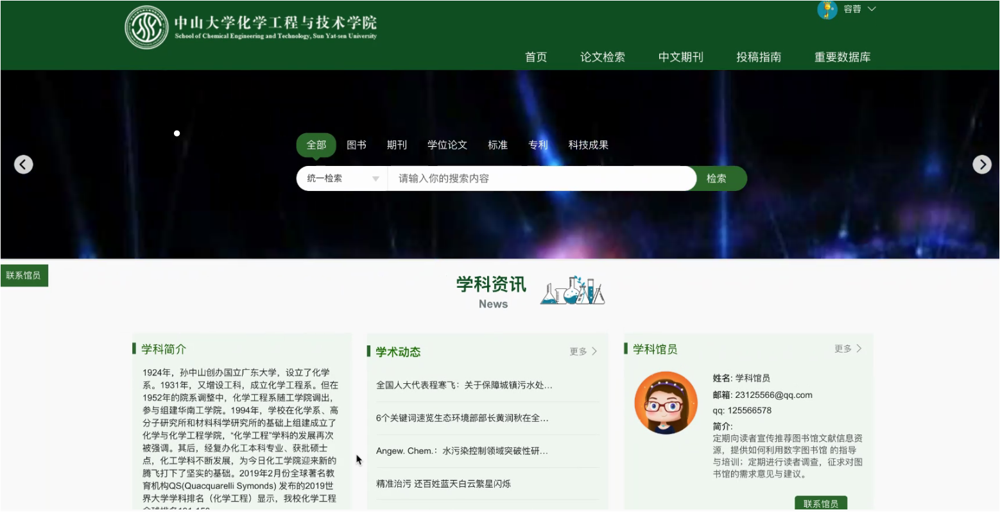 中山大学化学工程与技术学院
School of Chemical Engineering and Technology, Sun Yat-sen University
容蓉
首页
论文检索
中文期刊
投稿指南
重要数据库
全部
图书
期刊
学位论文
标准
专利
科技成果
统一检索
请输入你的搜索内容
检索
联系馆员
学科资讯
News
学科简介
1924年，孙中山创办国立广东大学，设立了化学
系。1931年，又增设工科，成立化学工程系。但在
1952年的院系调整中，化学工程系随工学院调出，
参与组建华南工学院。1994年，学校在化学系、高
分子研究所和材料科学研究所的基础上组建成立了
化学与化学工程学院，“化学工程”学科的发展再次
被强调。其后，经复办化工本科专业、获批硕士
点，化工学科不断发展，为今日化工学院迎来新的
腾飞打下了坚实的基础。2019年2月份全球著名教
育机构QS(Quacquarelli Symonds) 发布的2019世
界大学学科排名（化学工程）显示，我校化学工程
学术动态
更多
全国人大代表程寒飞：关于保障城镇污水处...
6个关键词速览生态环境部部长黄润秋在全...
Angew. Chem.：水污染控制领域突破性研...
精准治污 还百姓蓝天白云繁星闪烁
学科馆员
更多
姓名: 学科馆员
邮箱: 23125566@qq.com
qq: 125566578
简介:
定期向读者宣传推荐图书馆文献信息资
源，提供如何利用数字图书馆 的指导
与培训；定期进行读者调查，征求对图
书馆的需求意见与建议。
联系馆员